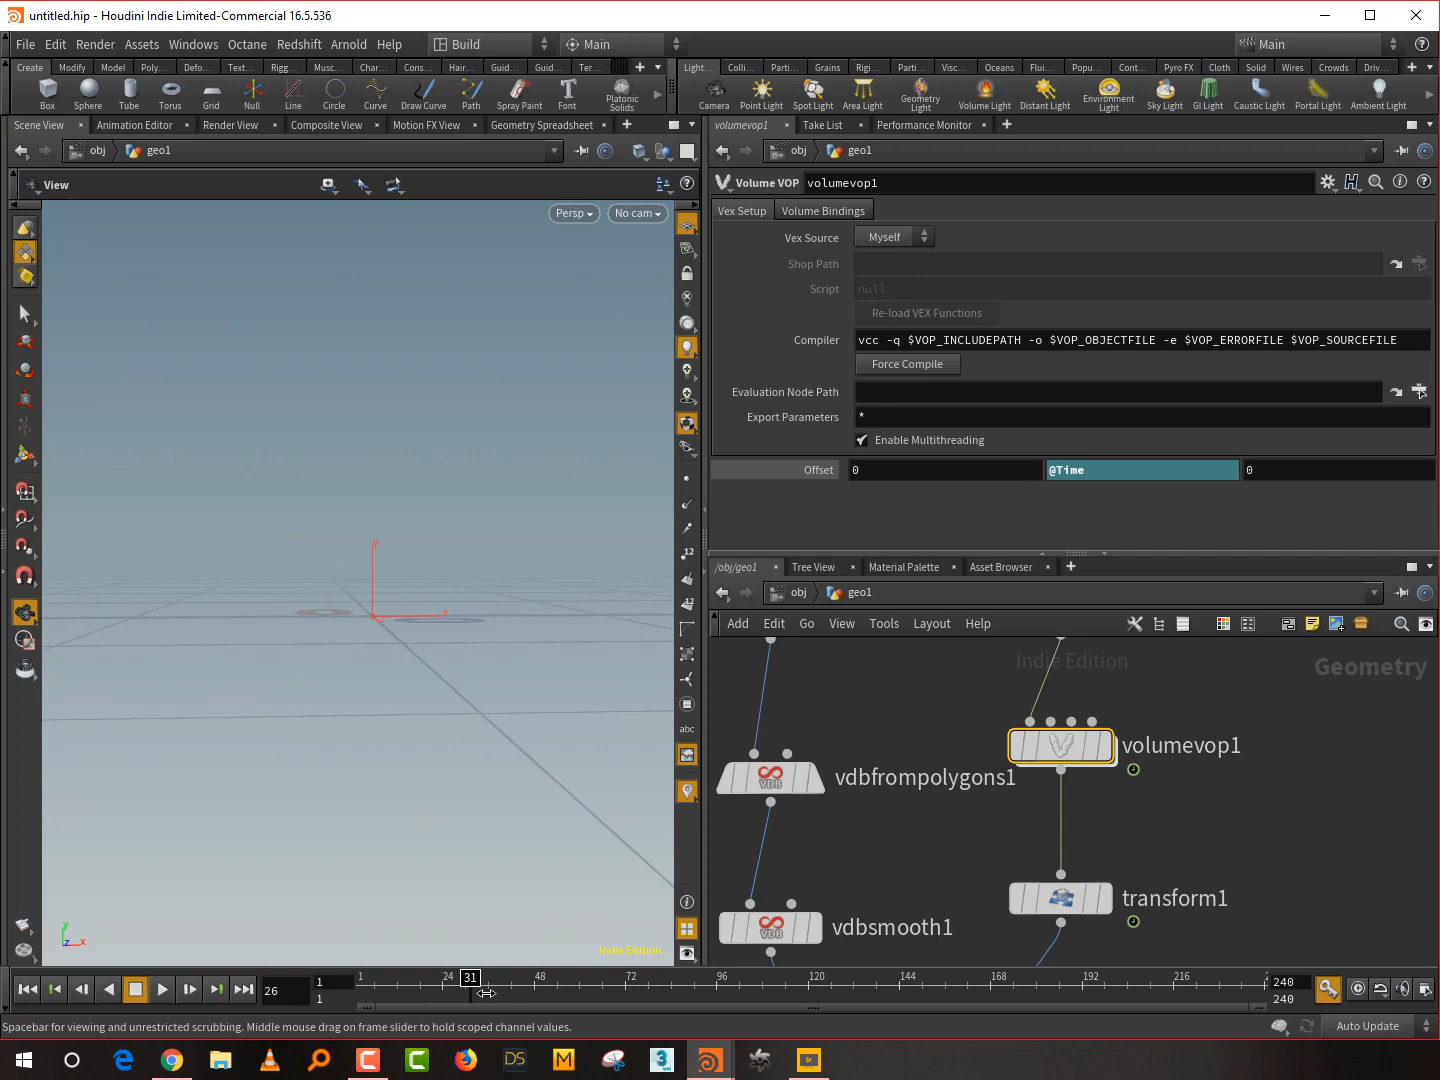 untitled.hip - Houdini Indie Limited-Commercial 16.5.536
File Edit Render Assets Windows Octane Redshift Arnold Help Build Main Main
Create Modify Model Poly... Defo... Text... Rigg... Musc... Char... Cons... Hair... Guid... Guid... Ter...
Light... Colli... Parti... Grains Rigi... Parti... Visc... Oceans Flui... Popu... Cont... Pyro FX Cloth Solid Wires Crowds Driv...
Box Sphere Tube Torus Grid Null Line Circle Curve Draw Curve Path Spray Paint Font Platonic Solids
Camera Point Light Spot Light Area Light Geometry Light Volume Light Distant Light Environment Light Sky Light GI Light Caustic Light Portal Light Ambient Light
Scene View Animation Editor Render View Composite View Motion FX View Geometry Spreadsheet
volumevop1 Take List Performance Monitor
obj geo1
obj geo1
View
Persp No cam
Volume VOP volumevop1
Vex Setup Volume Bindings
Vex Source Myself
Shop Path
Script null
Re-load VEX Functions
Compiler vcc -q $VOP_INCLUDEPATH -o $VOP_OBJECTFILE -e $VOP_ERRORFILE $VOP_SOURCEFILE
Force Compile
Evaluation Node Path
Export Parameters *
Enable Multithreading
Offset 0 @Time 0
y
x
z
12
12
abc
y
z x
Indie Edition
/obj/geo1 Tree View Material Palette Asset Browser
obj geo1
Add Edit Go View Tools Layout Help
Indie Edition
Geometry
volumevop1
vdbfrompolygons1
transform1
vdbsmooth1
26
1
1
1 24 31 48 72 96 120 144 168 192 216 2
240
240
Spacebar for viewing and unrestricted scrubbing. Middle mouse drag on frame slider to hold scoped channel values.
Auto Update
DS
M
3